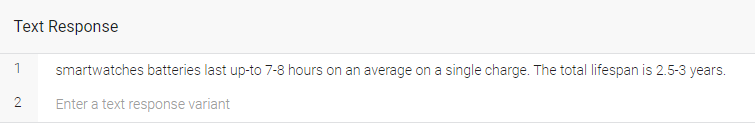 Text Response
1 smartwatches batteries last up-to 7-8 hours on an average on a single charge. The total lifespan is 2.5-3 years.
2 Enter a text response variant